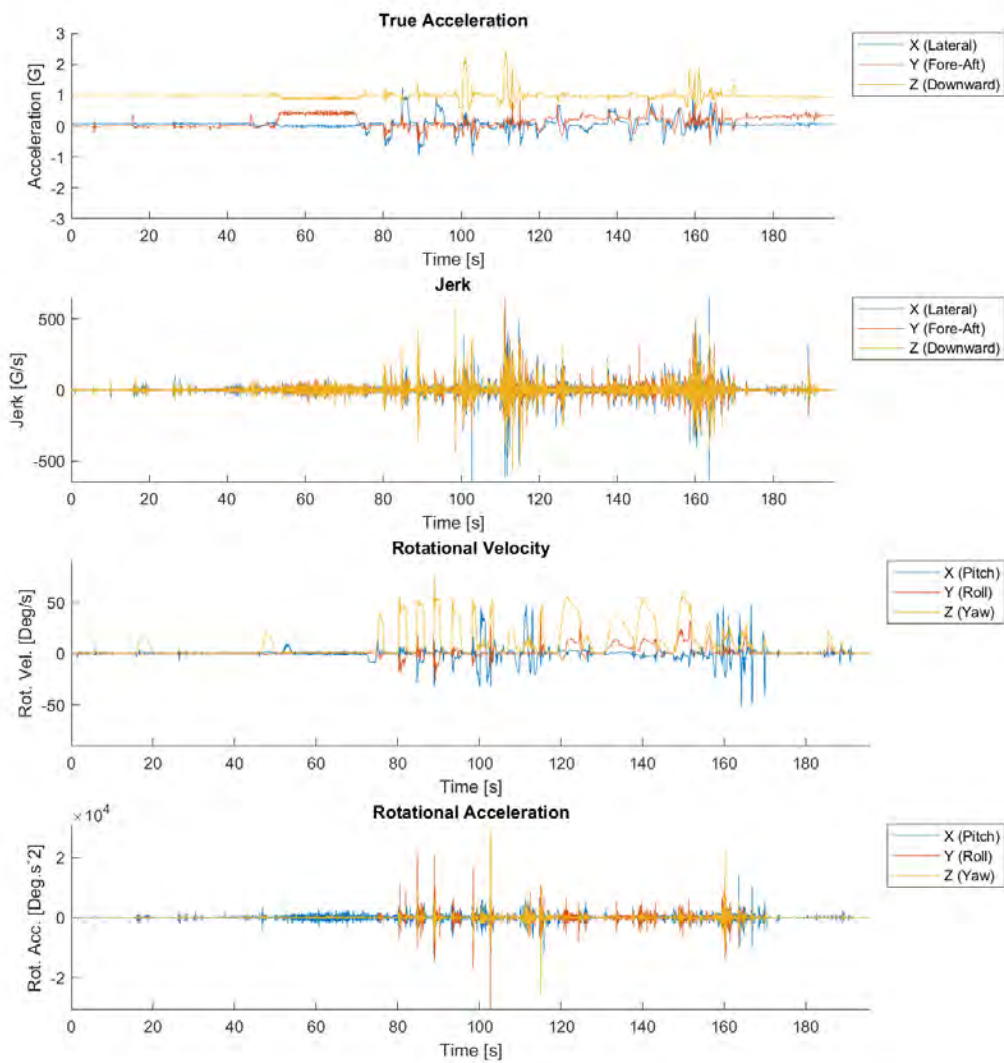 True Acceleration
Acceleration [G]
3
2
1
0
-1
-2
-3
0 20 40 60 80 100 120 140 160 180
Time [s]
X (Lateral)
Y (Fore-Aft)
Z (Downward)
Jerk
Jerk [G/s]
500
0
-500
0 20 40 60 80 100 120 140 160 180
Time [s]
X (Lateral)
Y (Fore-Aft)
Z (Downward)
Rotational Velocity
Rot. Vel. [Deg/s]
50
0
-50
0 20 40 60 80 100 120 140 160 180
Time [s]
X (Pitch)
Y (Roll)
Z (Yaw)
Rotational Acceleration
×10^4
Rot. Acc. [Deg.s^2]
2
0
-2
0 20 40 60 80 100 120 140 160 180
Time [s]
X (Pitch)
Y (Roll)
Z (Yaw)